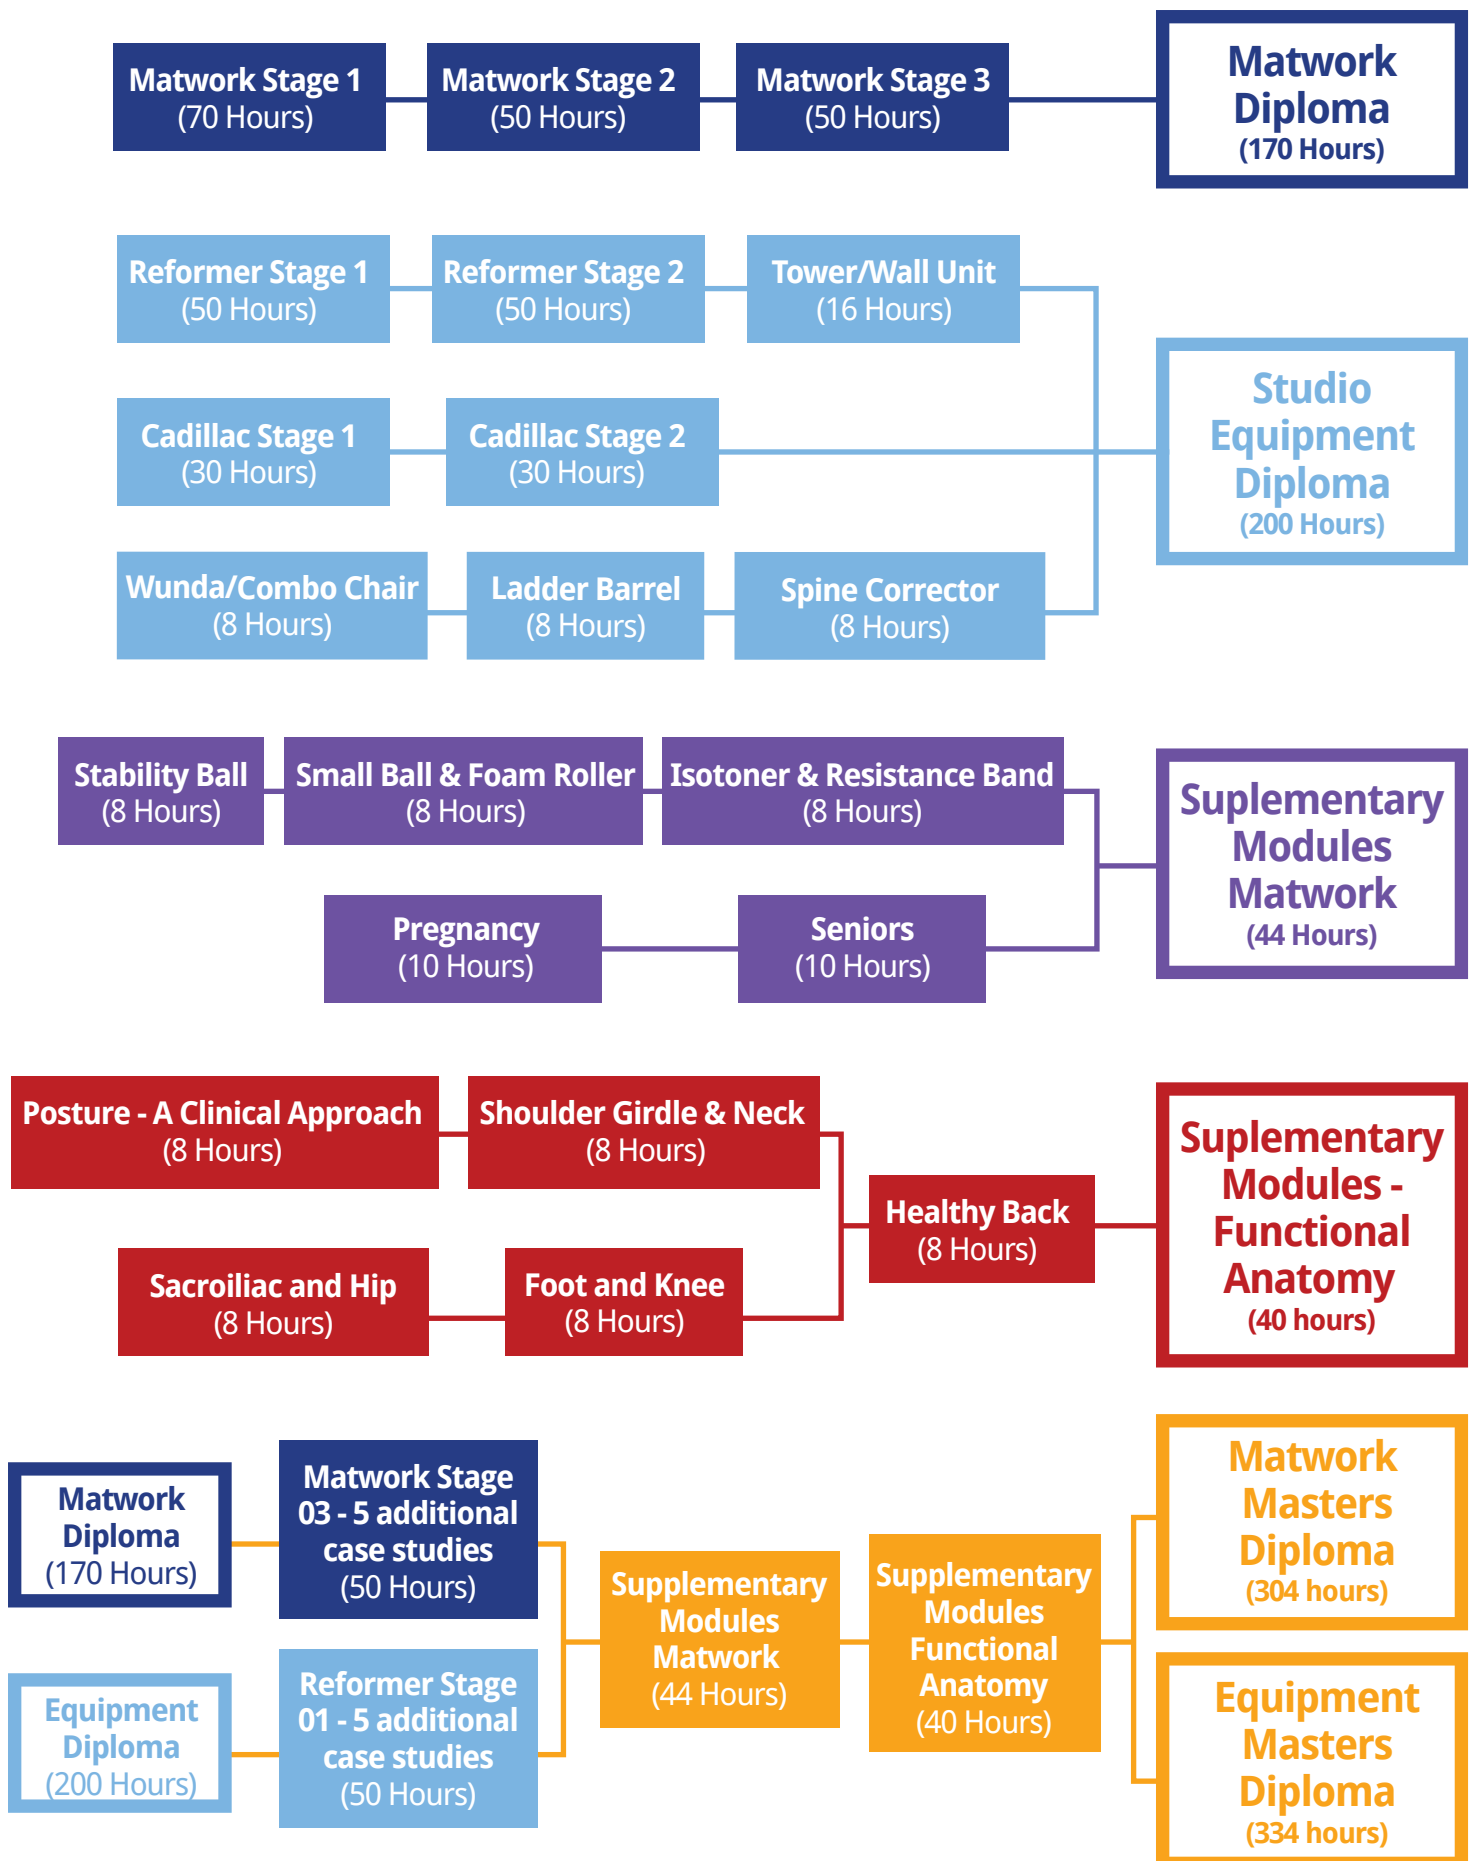 Matwork Stage 1
(70 Hours)
Matwork Stage 2
(50 Hours)
Matwork Stage 3
(50 Hours)
Matwork
Diploma
(170 Hours)
Reformer Stage 1
(50 Hours)
Reformer Stage 2
(50 Hours)
Tower/Wall Unit
(16 Hours)
Cadillac Stage 1
(30 Hours)
Cadillac Stage 2
(30 Hours)
Wunda/Combo Chair
(8 Hours)
Ladder Barrel
(8 Hours)
Spine Corrector
(8 Hours)
Studio
Equipment
Diploma
(200 Hours)
Stability Ball
(8 Hours)
Small Ball & Foam Roller
(8 Hours)
Isotoner & Resistance Band
(8 Hours)
Pregnancy
(10 Hours)
Seniors
(10 Hours)
Suplementary
Modules
Matwork
(44 Hours)
Posture - A Clinical Approach
(8 Hours)
Shoulder Girdle & Neck
(8 Hours)
Sacroiliac and Hip
(8 Hours)
Foot and Knee
(8 Hours)
Healthy Back
(8 Hours)
Suplementary
Modules -
Functional
Anatomy
(40 hours)
Matwork
Diploma
(170 Hours)
Matwork Stage
03 - 5 additional
case studies
(50 Hours)
Equipment
Diploma
(200 Hours)
Reformer Stage
01 - 5 additional
case studies
(50 Hours)
Supplementary
Modules
Matwork
(44 Hours)
Supplementary
Modules
Functional
Anatomy
(40 Hours)
Matwork
Masters
Diploma
(304 hours)
Equipment
Masters
Diploma
(334 hours)